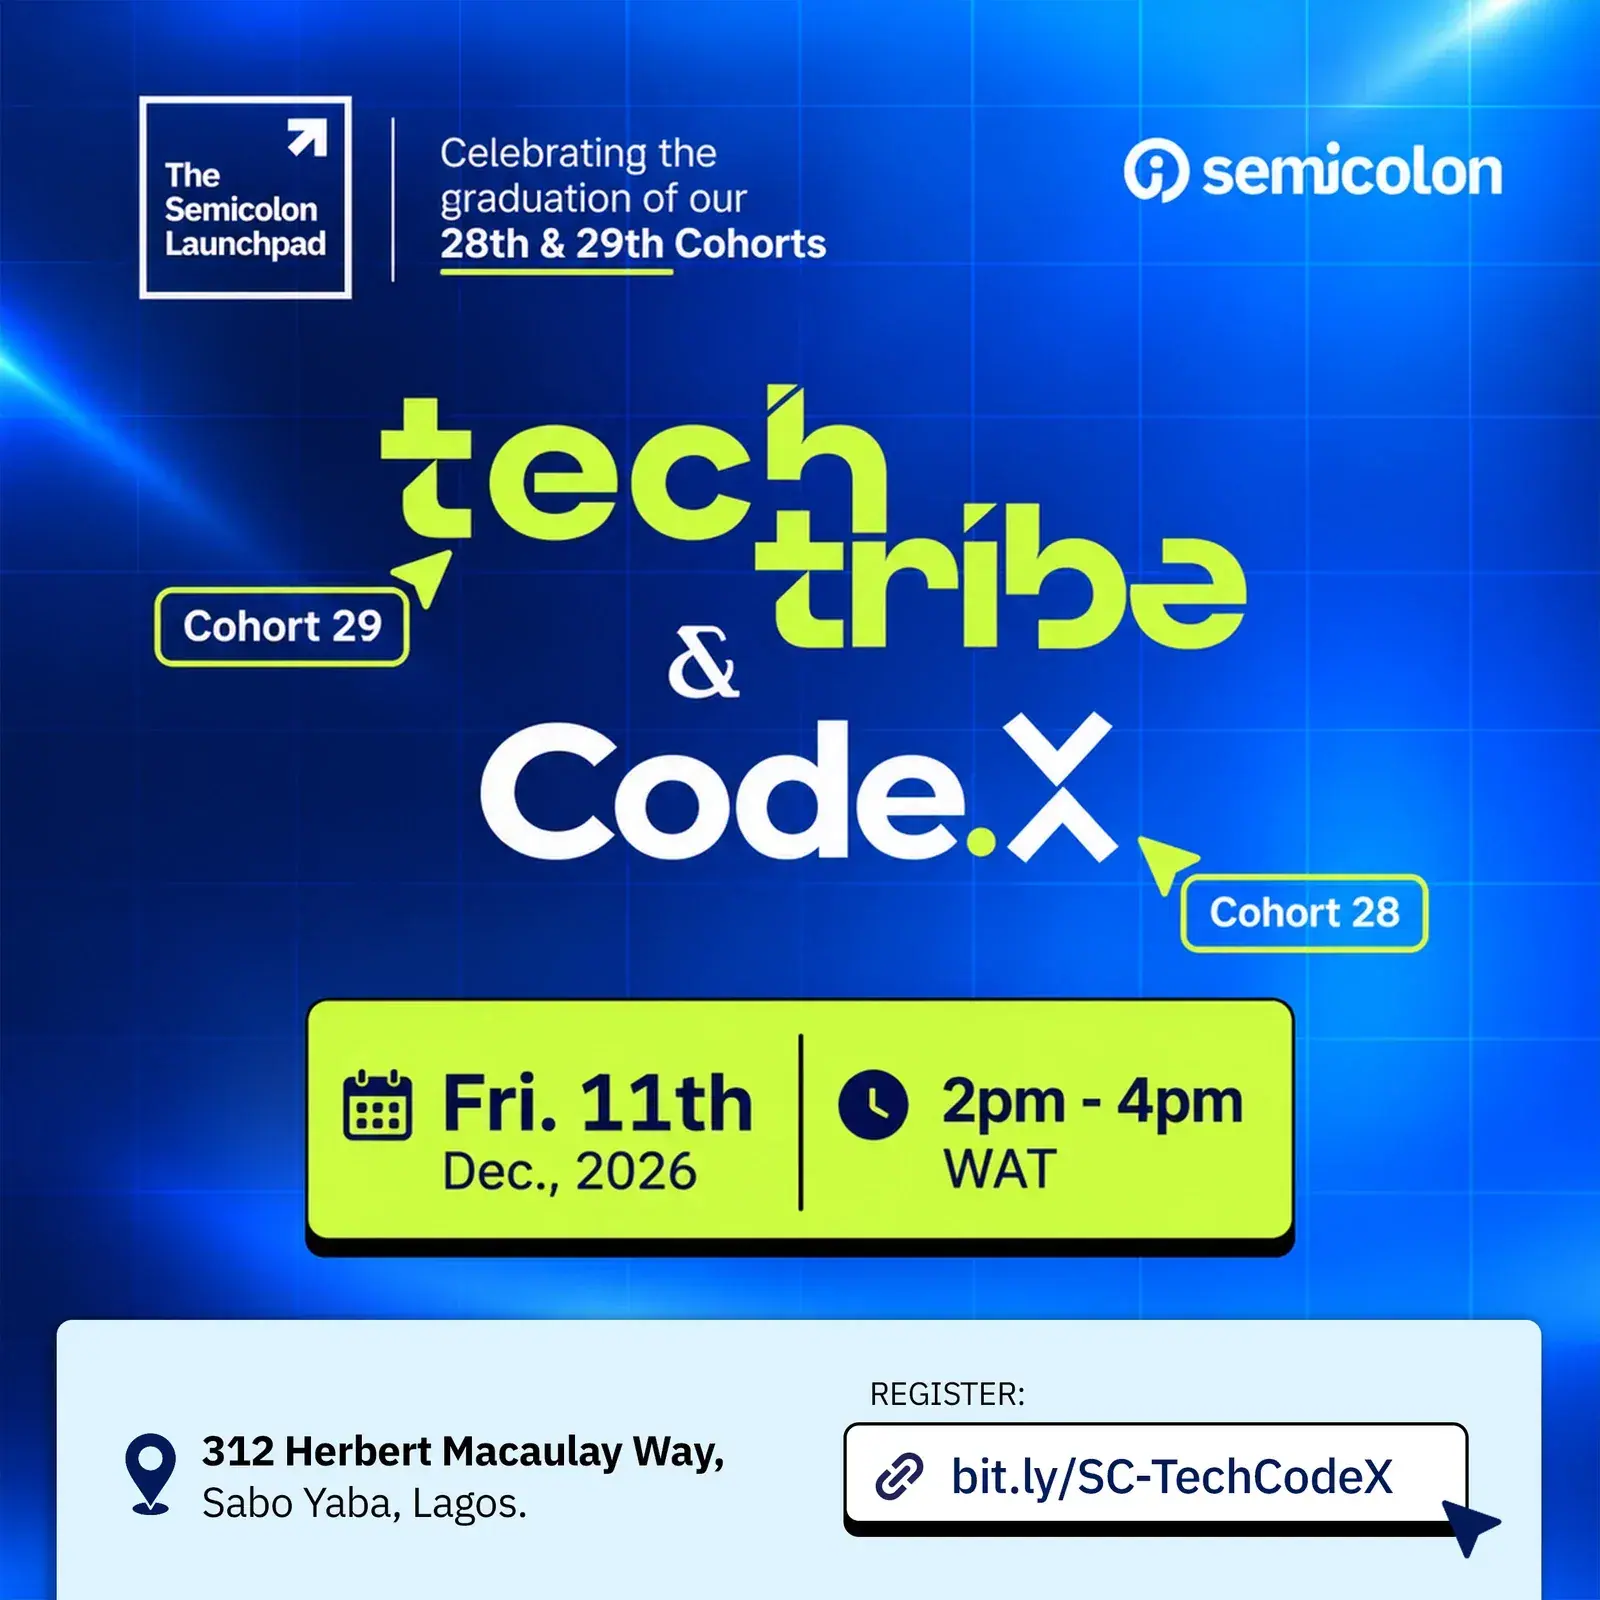 The
Semicolon
Launchpad
Celebrating the
graduation of our
28th & 29th Cohorts
semicolon
tech
tribe
Cohort 29
&
Code.X
Cohort 28
Fri. 11th
Dec., 2026
2pm - 4pm
WAT
312 Herbert Macaulay Way,
Sabo Yaba, Lagos.
REGISTER:
bit.ly/SC-TechCodeX